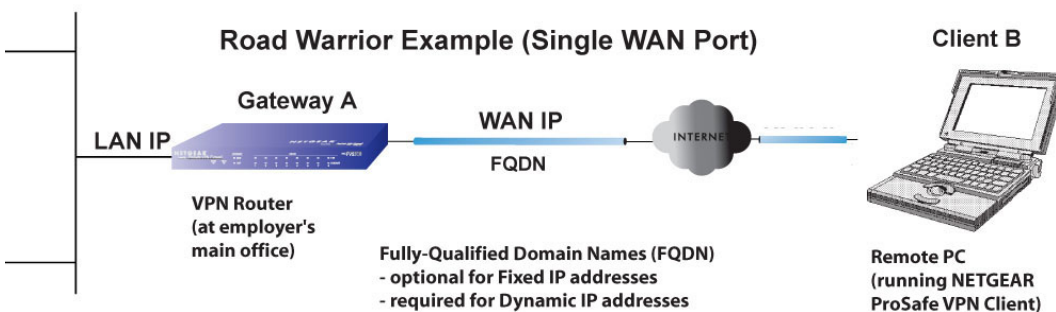 Road Warrior Example (Single WAN Port)
Client B
Gateway A
LAN IP
WAN IP
FQDN
INTERNET
NETGEAR
VPN Router
(at employer's
main office)
Fully-Qualified Domain Names (FQDN)
- optional for Fixed IP addresses
- required for Dynamic IP addresses
Remote PC
(running NETGEAR
ProSafe VPN Client)